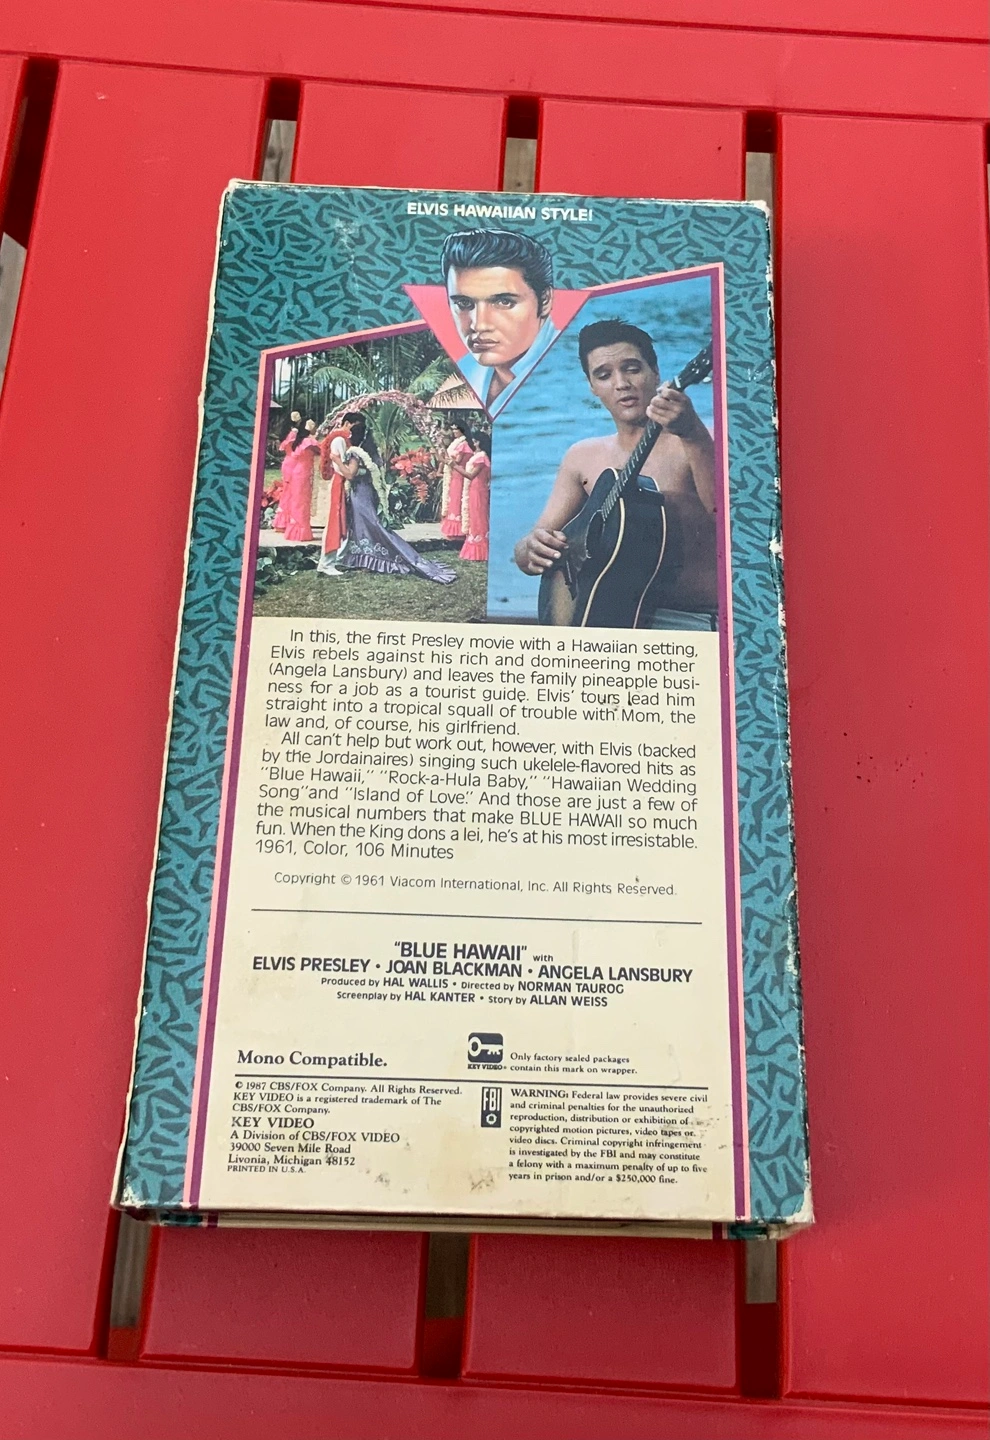 ELVIS HAWAIIAN STYLE!
In this, the first Presley movie with a Hawaiian setting,
Elvis rebels against his rich and domineering mother
(Angela Lansbury) and leaves the family pineapple busi-
ness for a job as a tourist guide. Elvis' tours lead him
straight into a tropical squall of trouble with Mom, the
law and, of course, his girlfriend.
All can't help but work out, however, with Elvis (backed
by the Jordainaires) singing such ukelele-flavored hits as
"Blue Hawaii," "Rock-a-Hula Baby," "Hawaiian Wedding
Song"and "Island of Love." And those are just a few of
the musical numbers that make BLUE HAWAII so much
fun. When the King dons a lei, he's at his most irresistable.
1961, Color, 106 Minutes
Copyright © 1961 Viacom International, Inc. All Rights Reserved.
"BLUE HAWAII" with
ELVIS PRESLEY • JOAN BLACKMAN • ANGELA LANSBURY
Produced by HAL WALLIS • Directed by NORMAN TAUROG
Screenplay by HAL KANTER • Story by ALLAN WEISS
Mono Compatible.
KEY VIDEO
Only factory sealed packages
contain this mark on wrapper.
© 1987 CBS/FOX Company. All Rights Reserved.
KEY VIDEO is a registered trademark of The
CBS/FOX Company.
KEY VIDEO
A Division of CBS/FOX VIDEO
39000 Seven Mile Road
Livonia, Michigan 48152
PRINTED IN U.S.A.
FBI
WARNING: Federal law provides severe civil
and criminal penalties for the unauthorized
reproduction, distribution or exhibition of
copyrighted motion pictures, video tapes or
video discs. Criminal copyright infringement
is investigated by the FBI and may constitute
a felony with a maximum penalty of up to five
years in prison and/or a $250,000 fine.